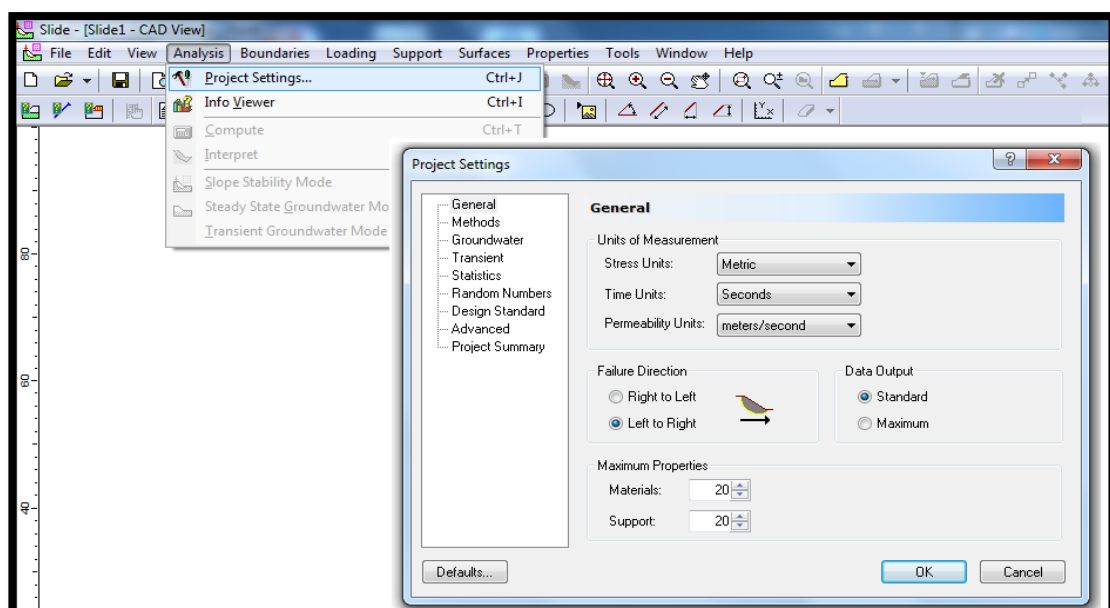 Slide - [Slide1 - CAD View]
File Edit View Analysis Boundaries Loading Support Surfaces Properties Tools Window Help
Project Settings... Ctrl+J
Info Viewer Ctrl+I
Compute Ctrl+T
Interpret
Slope Stability Mode
Steady State Groundwater Mo
Transient Groundwater Mode
80
60
40
Project Settings
General
Methods
Groundwater
Transient
Statistics
Random Numbers
Design Standard
Advanced
Project Summary
General
Units of Measurement
Stress Units: Metric
Time Units: Seconds
Permeability Units: meters/second
Failure Direction
Right to Left
Left to Right
Data Output
Standard
Maximum
Maximum Properties
Materials: 20
Support: 20
Defaults... OK Cancel